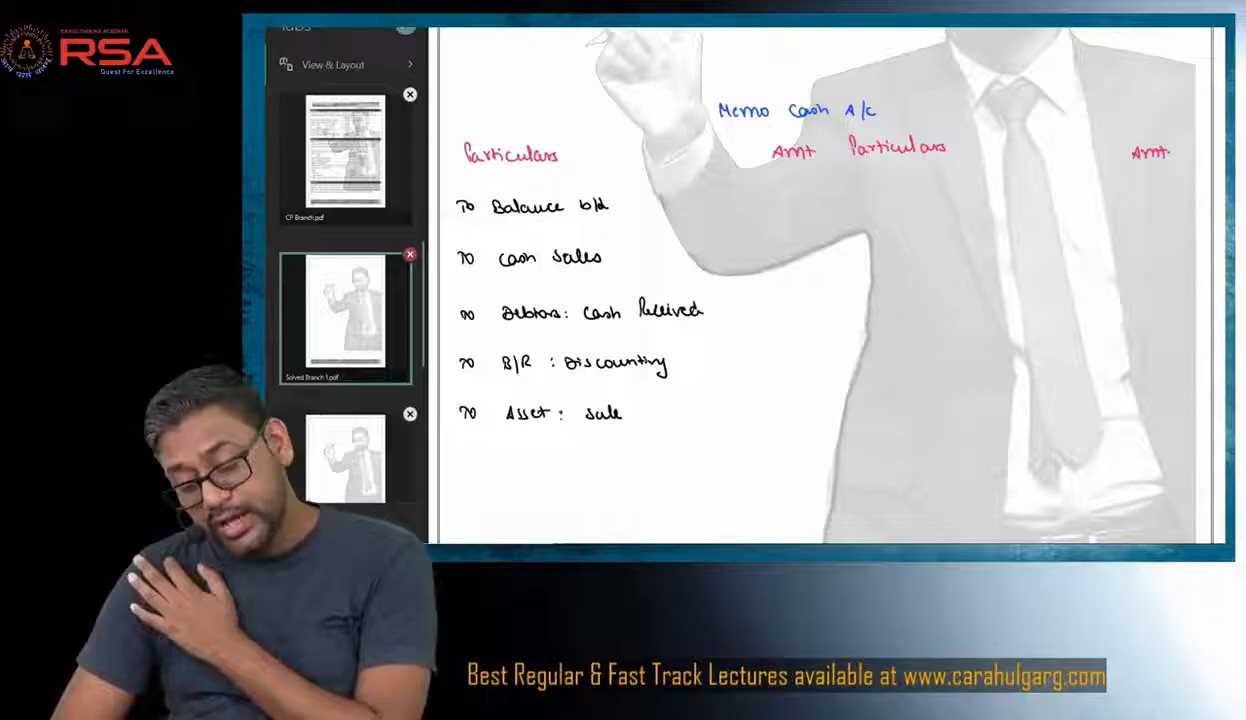 RSA
Quest For Excellence
View & Layout
CP Branch.pdf
Solved Branch 1.pdf
Memo Cash A/c
Particulars Amt. Particulars Amt.
To Balance b/d
To Cash Sales
To Debtors: Cash Received
To B/R : Discounting
To Asset: Sale
Best Regular & Fast Track Lectures available at www.carahulgarg.com